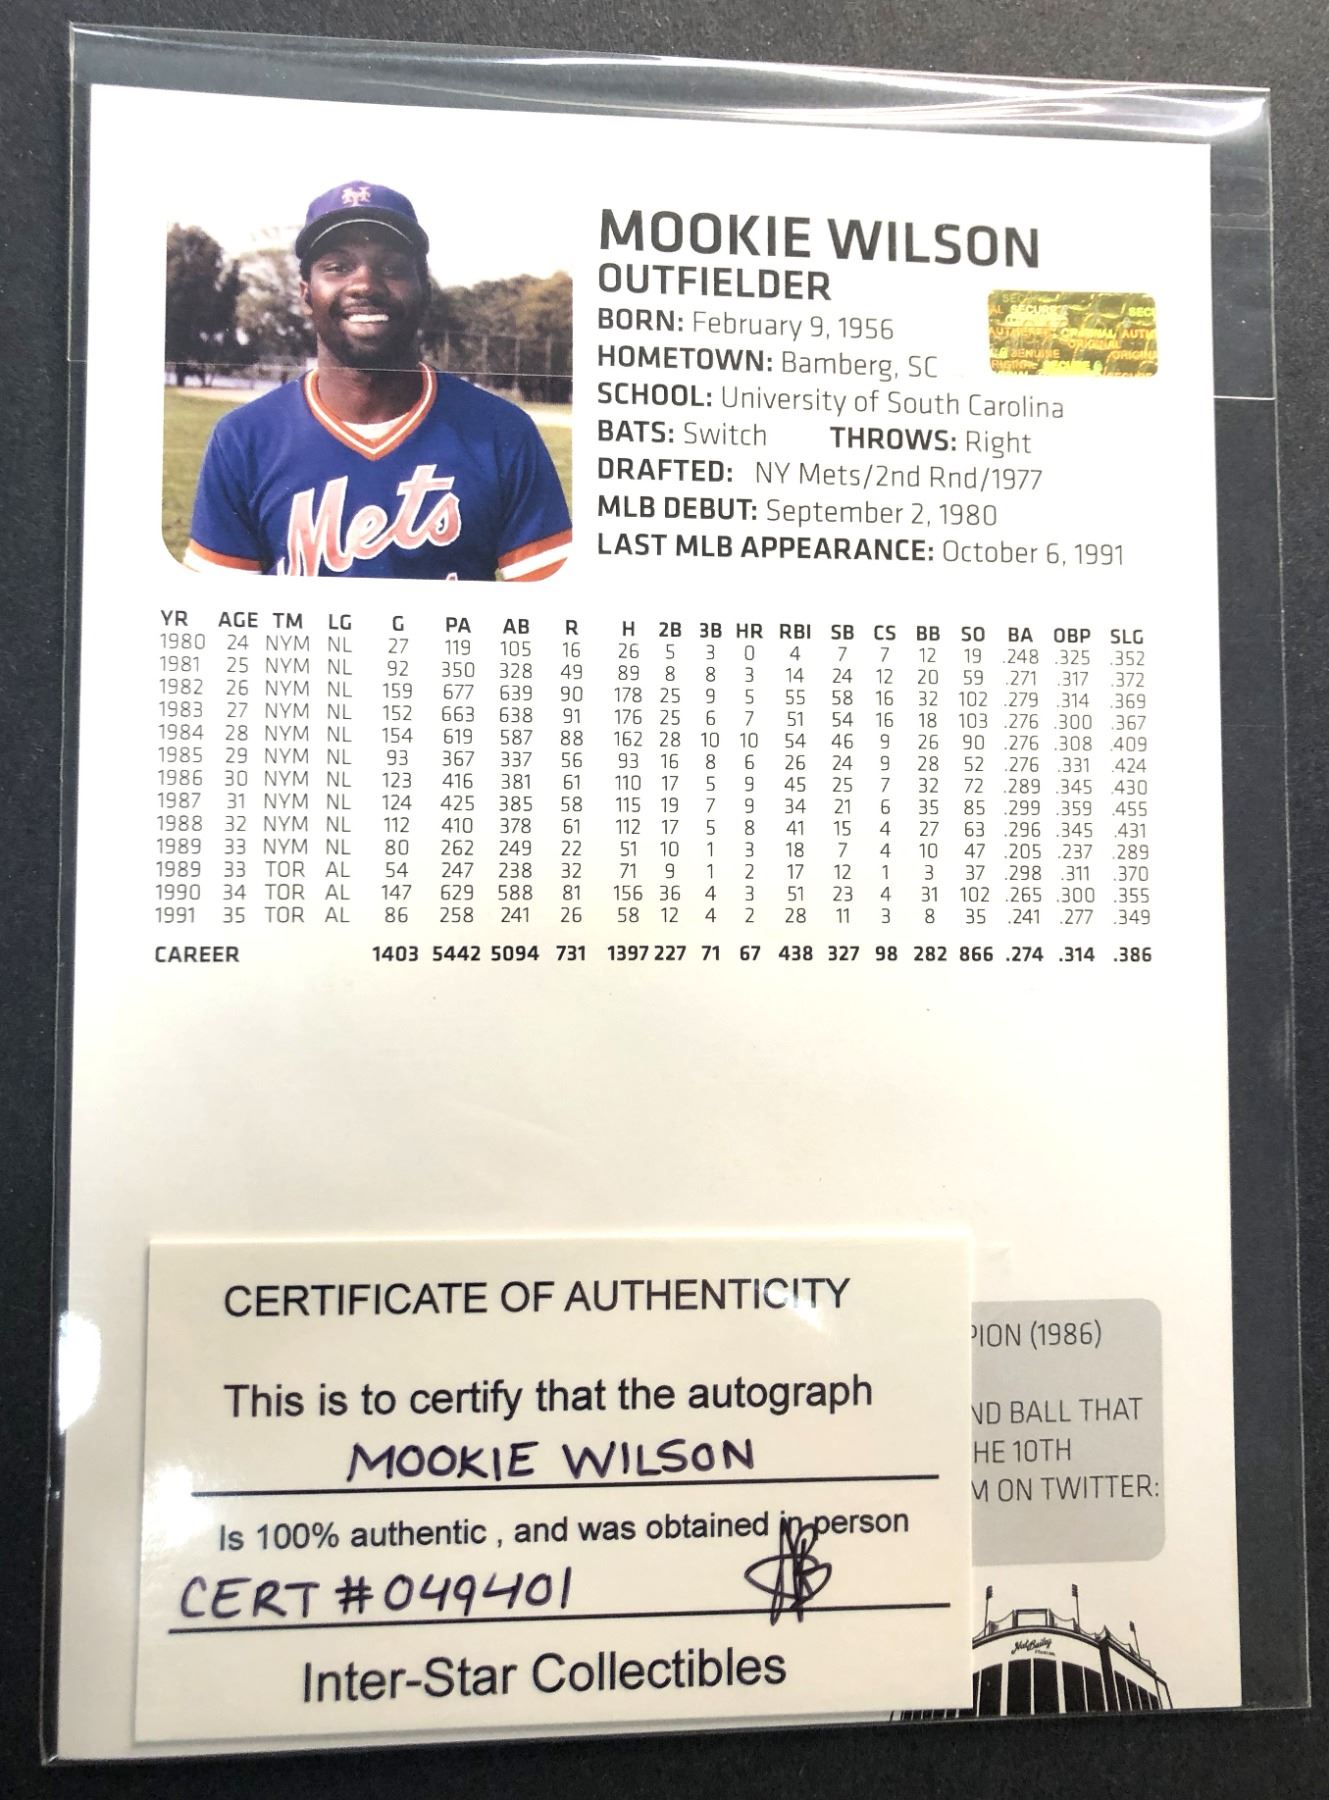 MOOKIE WILSON
OUTFIELDER
BORN: February 9, 1956
HOMETOWN: Bamberg, SC
SCHOOL: University of South Carolina
BATS: Switch THROWS: Right
DRAFTED: NY Mets/2nd Rnd/1977
MLB DEBUT: September 2, 1980
LAST MLB APPEARANCE: October 6, 1991
Mets
YR AGE TM LG G PA AB R H 2B 3B HR RBI SB CS BB SO BA OBP SLG
1980 24 NYM NL 27 119 105 16 26 5 3 0 4 7 7 12 19 .248 .325 .352
1981 25 NYM NL 92 350 328 49 89 8 8 3 14 24 12 20 59 .271 .317 .372
1982 26 NYM NL 159 677 639 90 178 25 9 5 55 58 16 32 102 .279 .314 .369
1983 27 NYM NL 152 663 638 91 176 25 6 7 51 54 16 18 103 .276 .300 .367
1984 28 NYM NL 154 619 587 88 162 28 10 10 54 46 9 26 90 .276 .308 .409
1985 29 NYM NL 93 367 337 56 93 16 8 6 26 24 9 28 52 .276 .331 .424
1986 30 NYM NL 123 416 381 61 110 17 5 9 45 25 7 32 72 .289 .345 .430
1987 31 NYM NL 124 425 385 58 115 19 7 9 34 21 6 35 85 .299 .359 .455
1988 32 NYM NL 112 410 378 61 112 17 5 8 41 15 4 27 63 .296 .345 .431
1989 33 NYM NL 80 262 249 22 51 10 1 3 18 7 4 10 47 .205 .237 .289
1989 33 TOR AL 54 247 238 32 71 9 1 2 17 12 1 3 37 .298 .311 .370
1990 34 TOR AL 147 629 588 81 156 36 4 3 51 23 4 31 102 .265 .300 .355
1991 35 TOR AL 86 258 241 26 58 12 4 2 28 11 3 8 35 .241 .277 .349
CAREER 1403 5442 5094 731 1397 227 71 67 438 327 98 282 866 .274 .314 .386
CERTIFICATE OF AUTHENTICITY
This is to certify that the autograph
MOOKIE WILSON
Is 100% authentic , and was obtained in person
CERT #049401
Inter-Star Collectibles
PION (1986)
ND BALL THAT
HE 10TH
M ON TWITTER:
Nat Bailey